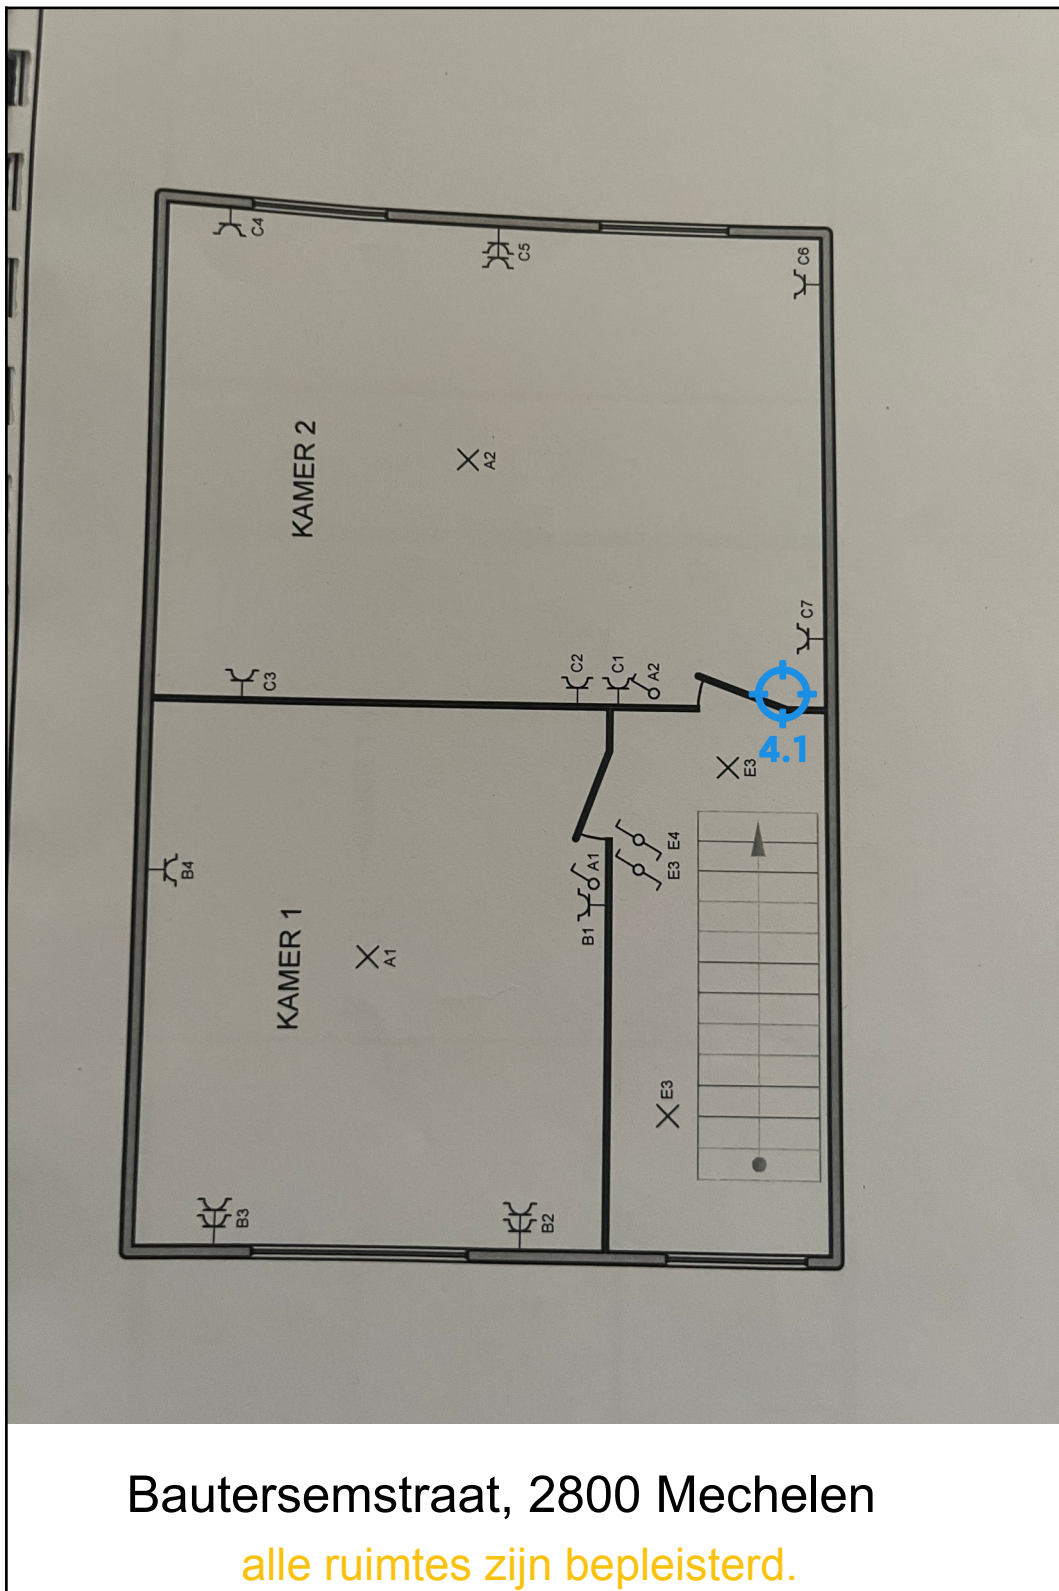 C4
C5
C6
KAMER 2
A2
C7
C3
C2
C1
A2
4.1
E3
B4
KAMER 1
A1
B1
A1
E3
E4
E3
B3
B2
Bautersemstraat, 2800 Mechelen
alle ruimtes zijn bepleisterd.